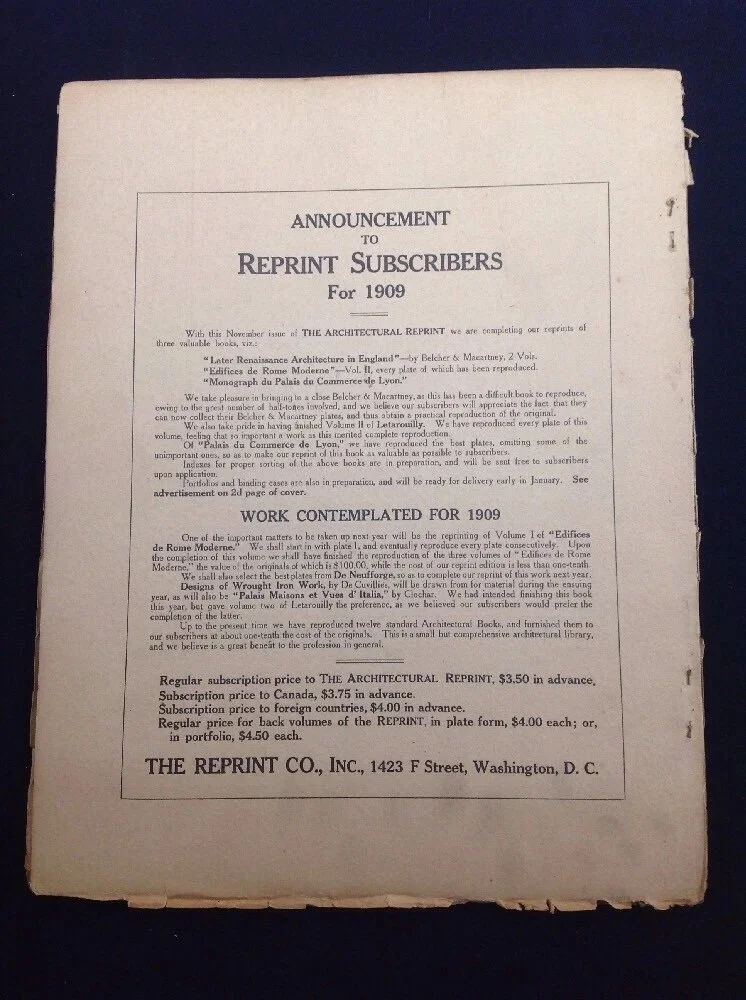 ANNOUNCEMENT
TO
REPRINT SUBSCRIBERS
For 1909
With this November issue of THE ARCHITECTURAL REPRINT we are completing our reprints of
three valuable books, viz.:
"Later Renaissance Architecture in England"—by Belcher & Macartney, 2 Vols.
"Edifices de Rome Moderne"—Vol. II, every plate of which has been reproduced.
"Monograph du Palais du Commerce de Lyon."
We take pleasure in bringing to a close Belcher & Macartney, as this has been a difficult book to reproduce,
owing to the great number of half-tones involved, and we believe our subscribers will appreciate the fact that they
can now collect their Belcher & Macartney plates, and thus obtain a practical reproduction of the original.
We also take pride in having finished Volume II of Letarouilly. We have reproduced every plate of this
volume, feeling that so important a work as this merited complete reproduction.
Of "Palais du Commerce de Lyon," we have reproduced the best plates, omitting some of the
unimportant ones, so as to make our reprint of this book as valuable as possible to subscribers.
Indexes for proper sorting of the above books are in preparation, and will be sent free to subscribers
upon application.
Portfolios and binding cases are also in preparation, and will be ready for delivery early in January. See
advertisement on 2d page of cover.
WORK CONTEMPLATED FOR 1909
One of the important matters to be taken up next year will be the reprinting of Volume I of "Edifices
de Rome Moderne." We shall start in with plate I, and eventually reproduce every plate consecutively. Upon
the completion of this volume we shall have finished the reproduction of the three volumes of "Edifices de Rome
Moderne," the value of the originals of which is $100.00, while the cost of our reprint edition is less than one-tenth
We shall also select the best plates from De Neufforge, so as to complete our reprint of this work next year.
Designs of Wrought Iron Work, by De Cuvillies, will be drawn from for material during the ensuing
year, as will also be "Palais Maisons et Vues d' Italia," by Clochar. We had intended finishing this book
this year, but gave volume two of Letarouilly the preference, as we believed our subscribers would prefer the
completion of the latter.
Up to the present time we have reproduced twelve standard Architectural Books, and furnished them to
our subscribers at about one-tenth the cost of the originals. This is a small but comprehensive architectural library,
and we believe is a great benefit to the profession in general.
Regular subscription price to THE ARCHITECTURAL REPRINT, $3.50 in advance,
Subscription price to Canada, $3.75 in advance.
Subscription price to foreign countries, $4.00 in advance.
Regular price for back volumes of the REPRINT, in plate form, $4.00 each; or,
in portfolio, $4.50 each.
THE REPRINT CO., INC., 1423 F Street, Washington, D. C.